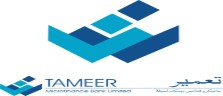 TAMEER تعمیر
Microfinance Bank Limited